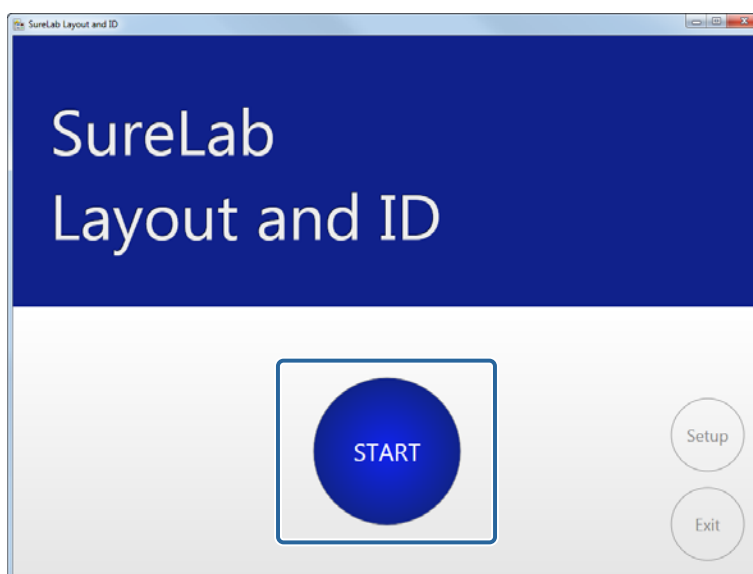 SureLab Layout and ID
SureLab
Layout and ID
START
Setup
Exit